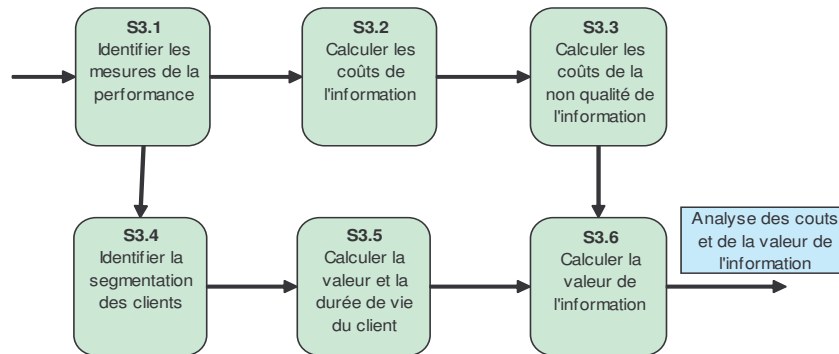 S3.1
Identifier les
mesures de la
performance
S3.2
Calculer les
coûts de
l'information
S3.3
Calculer les
coûts de la
non qualité de
l'information
S3.4
Identifier la
segmentation
des clients
S3.5
Calculer la
valeur et la
durée de vie
du client
S3.6
Calculer la
valeur de
l'information
Analyse des couts
et de la valeur de
l'information